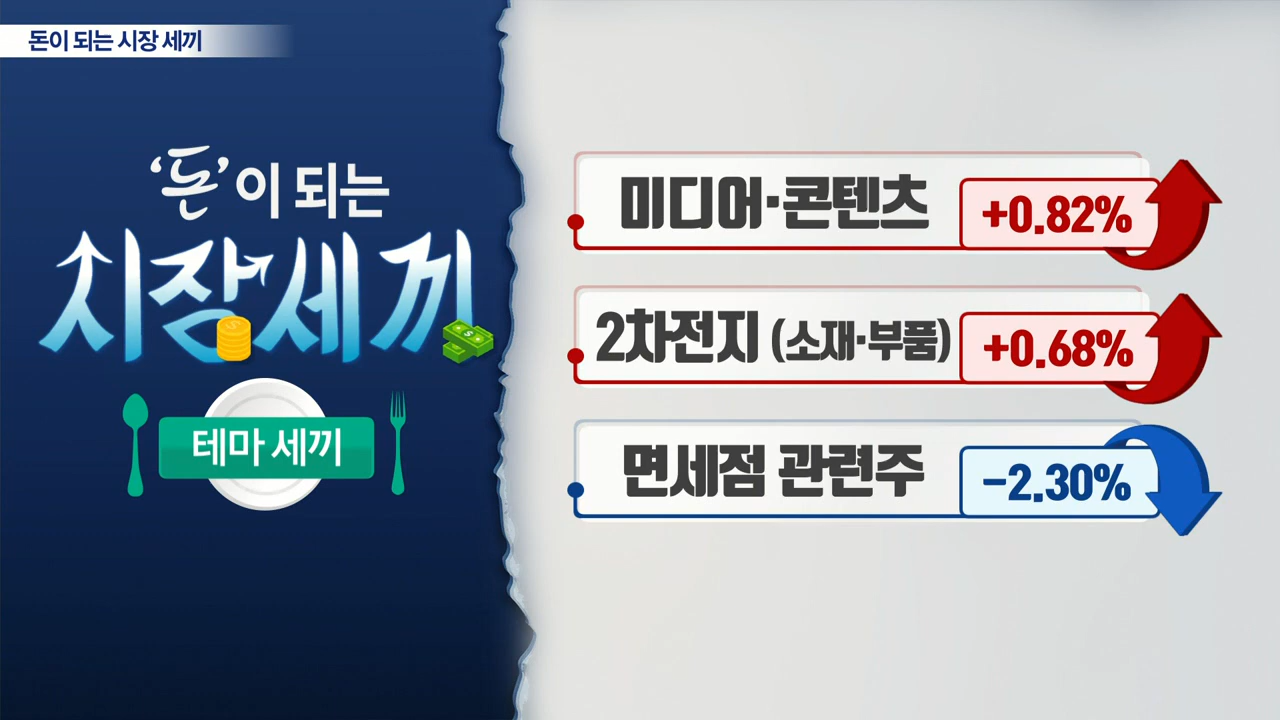 돈이 되는 시장 세끼
‘돈’이 되는
시장세끼
테마 세끼
미디어·콘텐츠 +0.82%
2차전지 (소재·부품) +0.68%
면세점 관련주 -2.30%